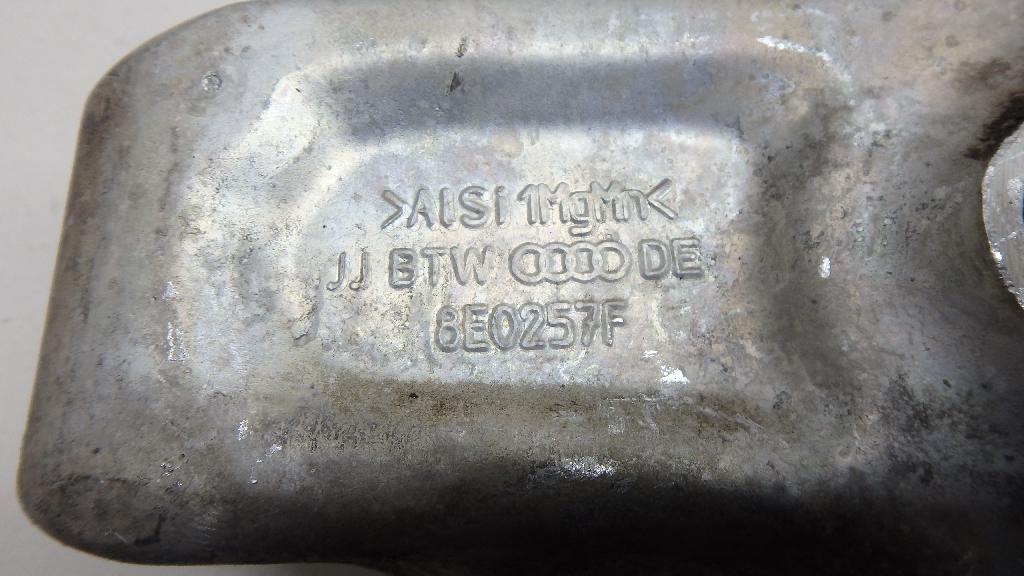 >AlSi1MgMn<
JJ BTW DE
8E0257F